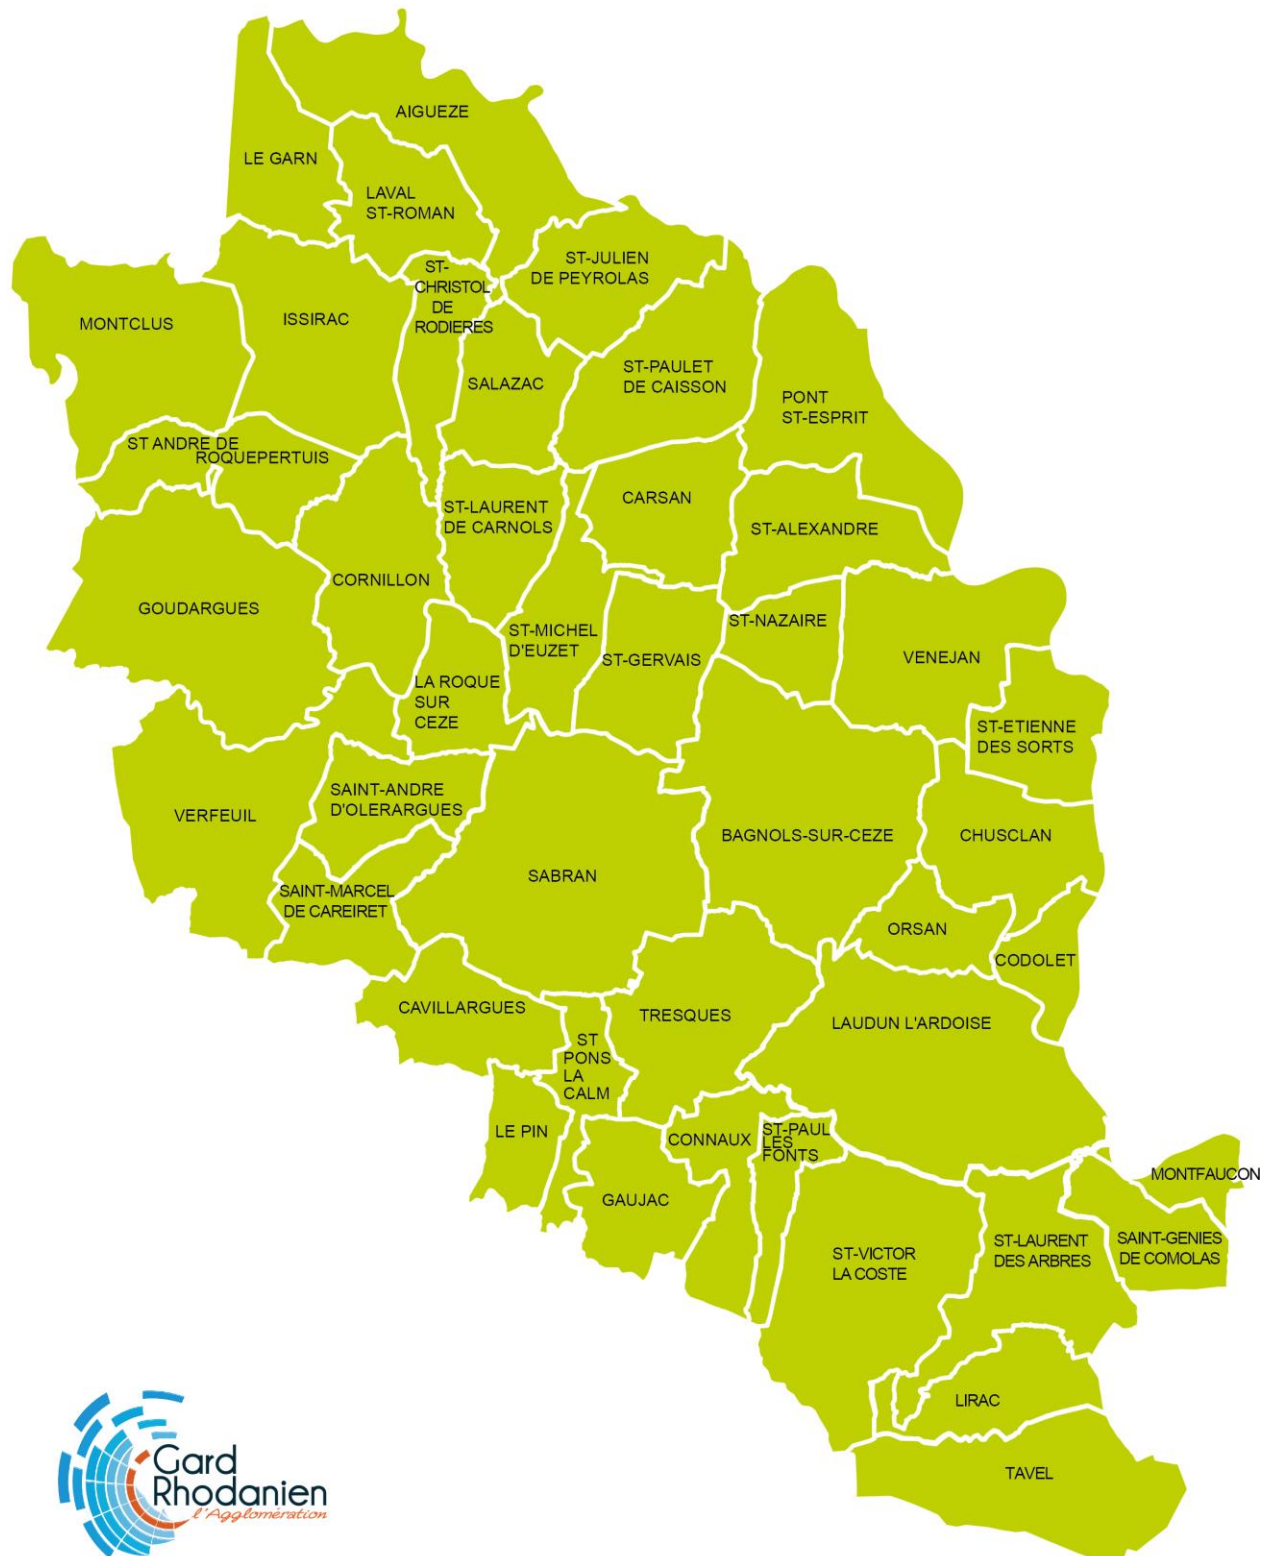 AIGUEZE
LE GARN
LAVAL
ST-ROMAN
ST-JULIEN
DE PEYROLAS
ST-
CHRISTOL
DE
RODIERES
MONTCLUS
ISSIRAC
SALAZAC
ST-PAULET
DE CAISSON
PONT
ST-ESPRIT
ST ANDRE DE
ROQUEPERTUIS
ST-LAURENT
DE CARNOLS
CARSAN
ST-ALEXANDRE
CORNILLON
GOUDARGUES
ST-MICHEL
D'EUZET
ST-GERVAIS
ST-NAZAIRE
VENEJAN
LA ROQUE
SUR
CEZE
ST-ETIENNE
DES SORTS
SAINT-ANDRE
D'OLERARGUES
VERFEUIL
BAGNOLS-SUR-CEZE
CHUSCLAN
SABRAN
SAINT-MARCEL
DE CAREIRET
ORSAN
CODOLET
CAVILLARGUES
TRESQUES
LAUDUN L'ARDOISE
ST
PONS
LA
CALM
LE PIN
CONNAUX
ST-PAUL
LES
FONTS
MONTFAUCON
GAUJAC
ST-VICTOR
LA COSTE
ST-LAURENT
DES ARBRES
SAINT-GENIES
DE COMOLAS
LIRAC
TAVEL
Gard
Rhodanien
l'Agglomération